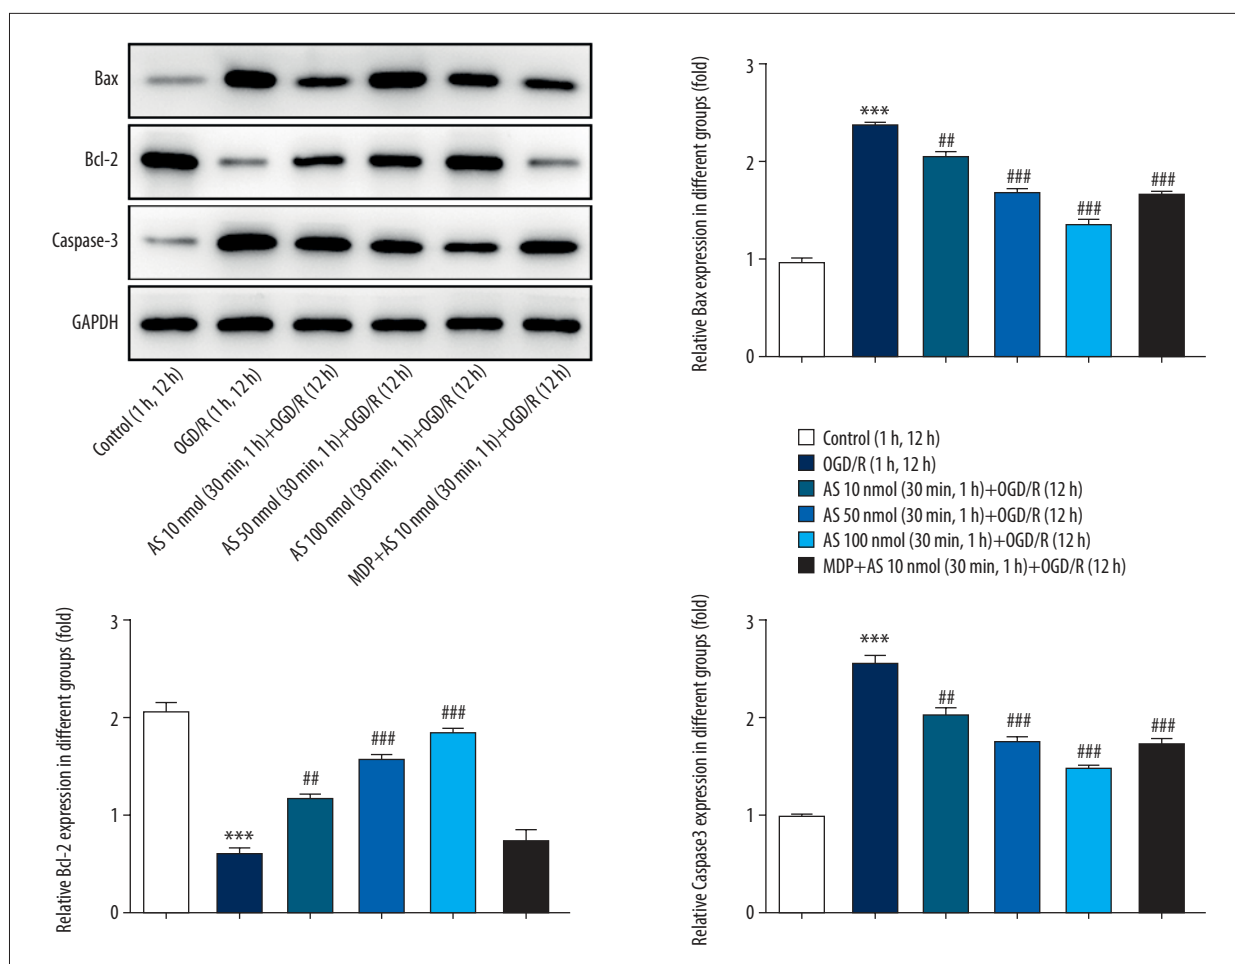 Bax
Bcl-2
Caspase-3
GAPDH
Control (1 h, 12 h)
OGD/R (1 h, 12 h)
AS 10 nmol (30 min, 1 h)+OGD/R (12 h)
AS 50 nmol (30 min, 1 h)+OGD/R (12 h)
AS 100 nmol (30 min, 1 h)+OGD/R (12 h)
MDP+AS 10 nmol (30 min, 1 h)+OGD/R (12 h)
Relative Bax expression in different groups (fold)
3
2
1
0
***
##
###
###
###
Control (1 h, 12 h)
OGD/R (1 h, 12 h)
AS 10 nmol (30 min, 1 h)+OGD/R (12 h)
AS 50 nmol (30 min, 1 h)+OGD/R (12 h)
AS 100 nmol (30 min, 1 h)+OGD/R (12 h)
MDP+AS 10 nmol (30 min, 1 h)+OGD/R (12 h)
Relative Bcl-2 expression in different groups (fold)
3
2
1
0
***
##
###
###
Relative Caspase3 expression in different groups (fold)
3
2
1
0
***
##
###
###
###